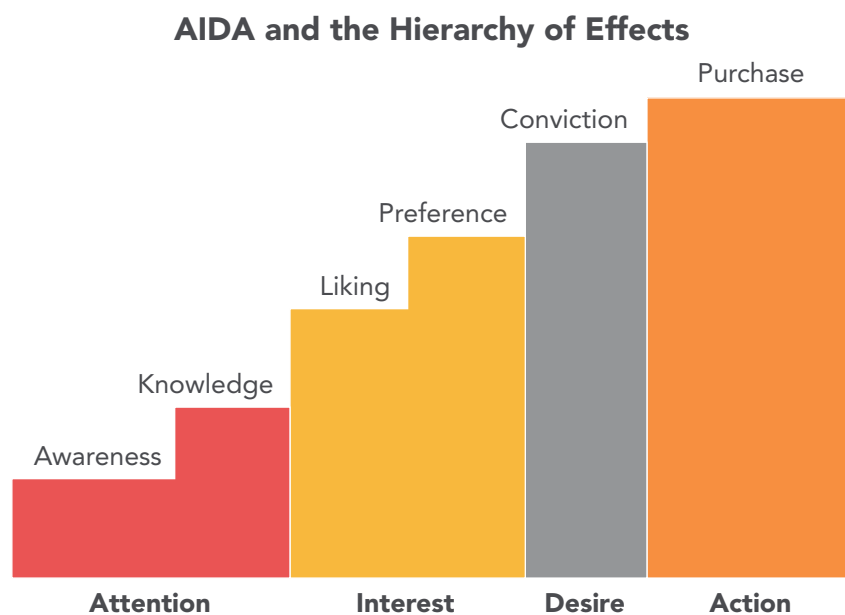 AIDA and the Hierarchy of Effects
Purchase
Conviction
Preference
Liking
Knowledge
Awareness
Attention
Interest
Desire
Action